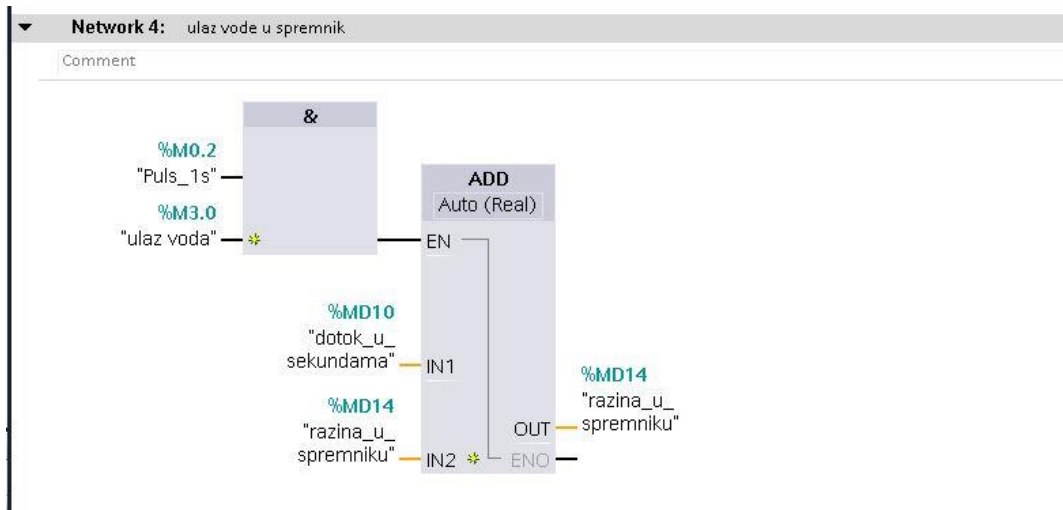 Network 4: ulaz vode u spremnik
Comment
&
%M0.2
"Puls_1s"
%M3.0
"ulaz voda"
ADD
Auto (Real)
EN
%MD10
"dotok_u_
sekundama"
IN1
%MD14
"razina_u_
spremniku"
IN2
%MD14
"razina_u_
spremniku"
OUT
ENO